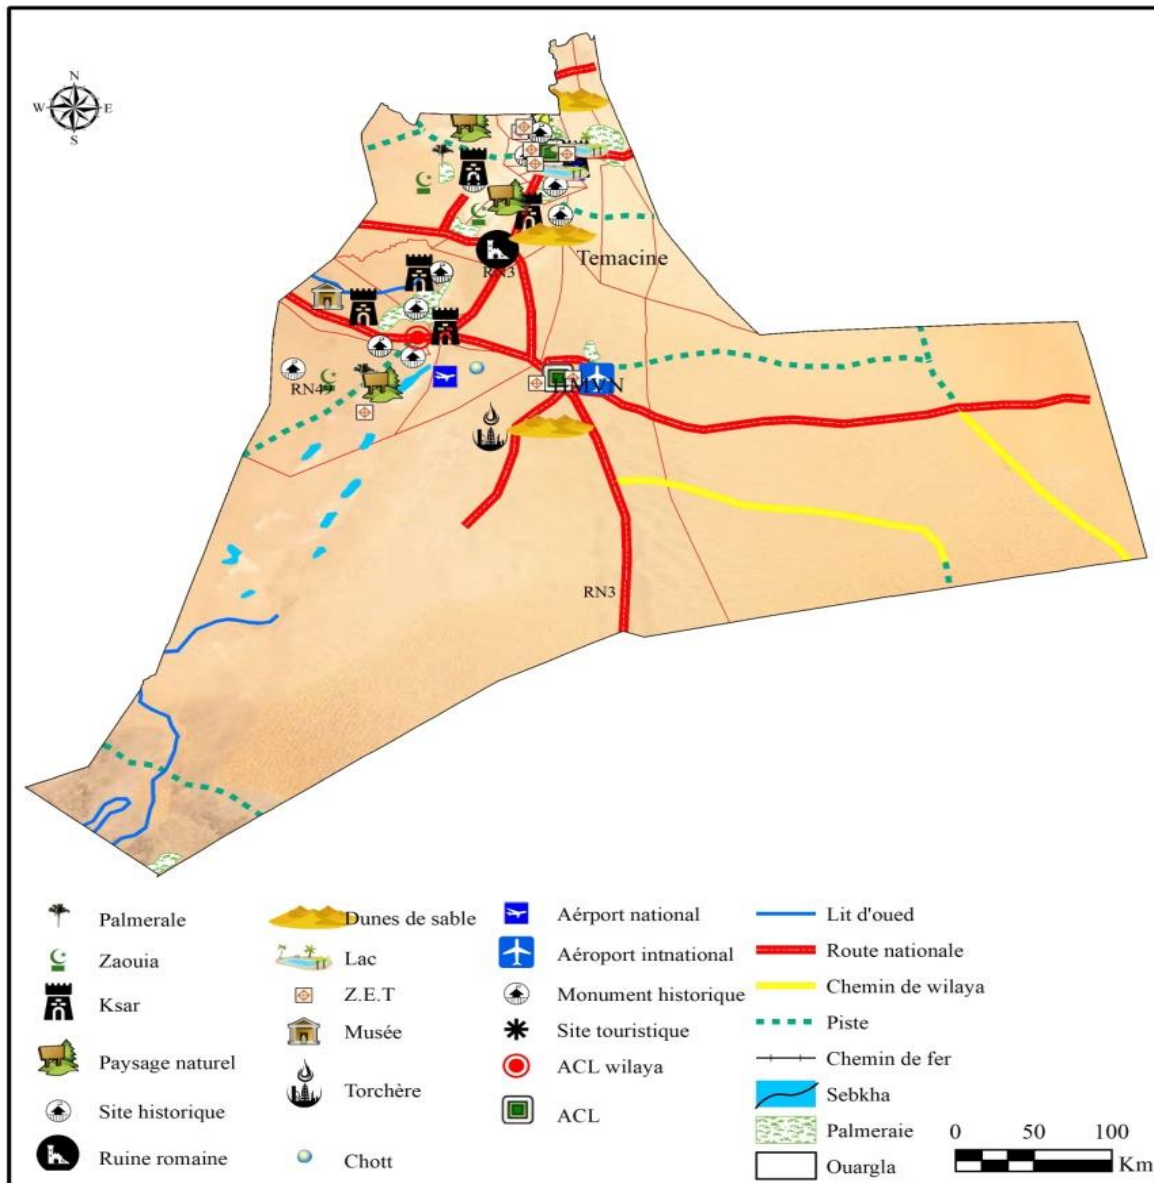 N
W E
S
Temacine
RN3
RN49
HMVN
RN3
Palmerale
Zaouia
Ksar
Paysage naturel
Site historique
Ruine romaine
Dunes de sable
Lac
Z.E.T
Musée
Torchère
Chott
Aérport national
Aéroport intnational
Monument historique
Site touristique
ACL wilaya
ACL
Lit d'oued
Route nationale
Chemin de wilaya
Piste
Chemin de fer
Sebkha
Palmeraie
Ouargla
0 50 100
Km